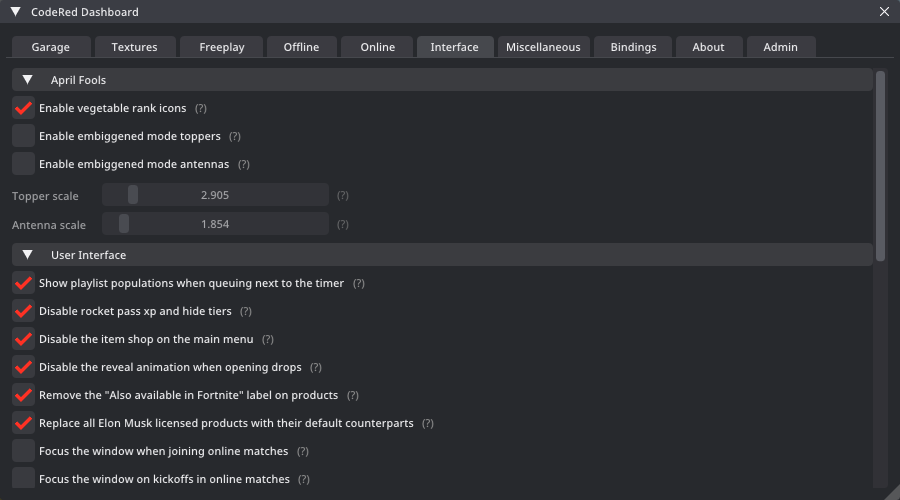 CodeRed Dashboard
Garage Textures Freeplay Offline Online Interface Miscellaneous Bindings About Admin
April Fools
Enable vegetable rank icons (?)
Enable embiggened mode toppers (?)
Enable embiggened mode antennas (?)
Topper scale 2.905 (?)
Antenna scale 1.854 (?)
User Interface
Show playlist populations when queuing next to the timer (?)
Disable rocket pass xp and hide tiers (?)
Disable the item shop on the main menu (?)
Disable the reveal animation when opening drops (?)
Remove the "Also available in Fortnite" label on products (?)
Replace all Elon Musk licensed products with their default counterparts (?)
Focus the window when joining online matches (?)
Focus the window on kickoffs in online matches (?)